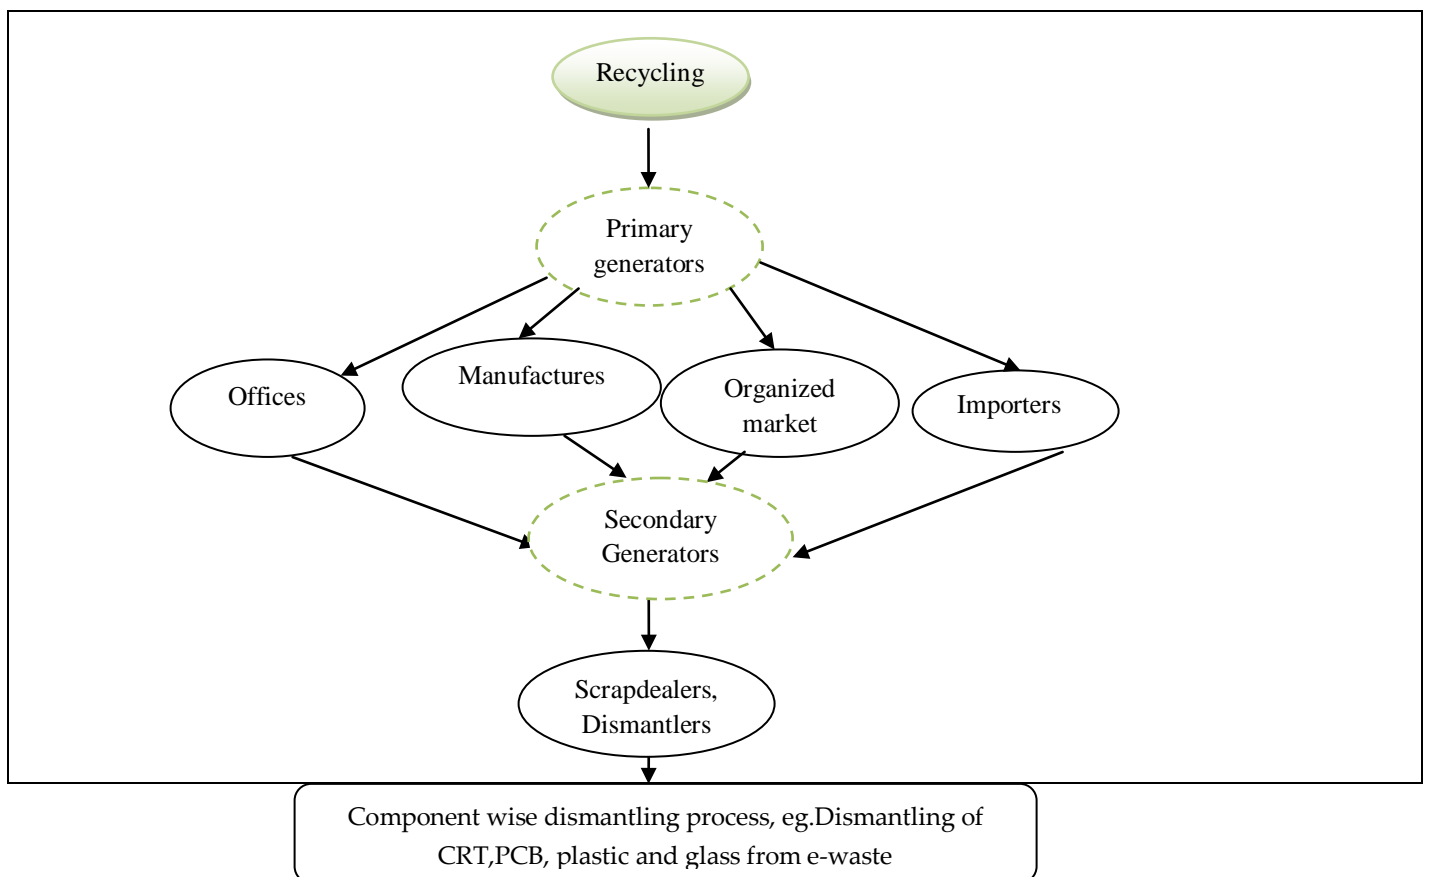 Recycling
Primary
generators
Offices
Manufactures
Organized
market
Importers
Secondary
Generators
Scrapdealers,
Dismantlers
Component wise dismantling process, eg.Dismantling of
CRT,PCB, plastic and glass from e-waste